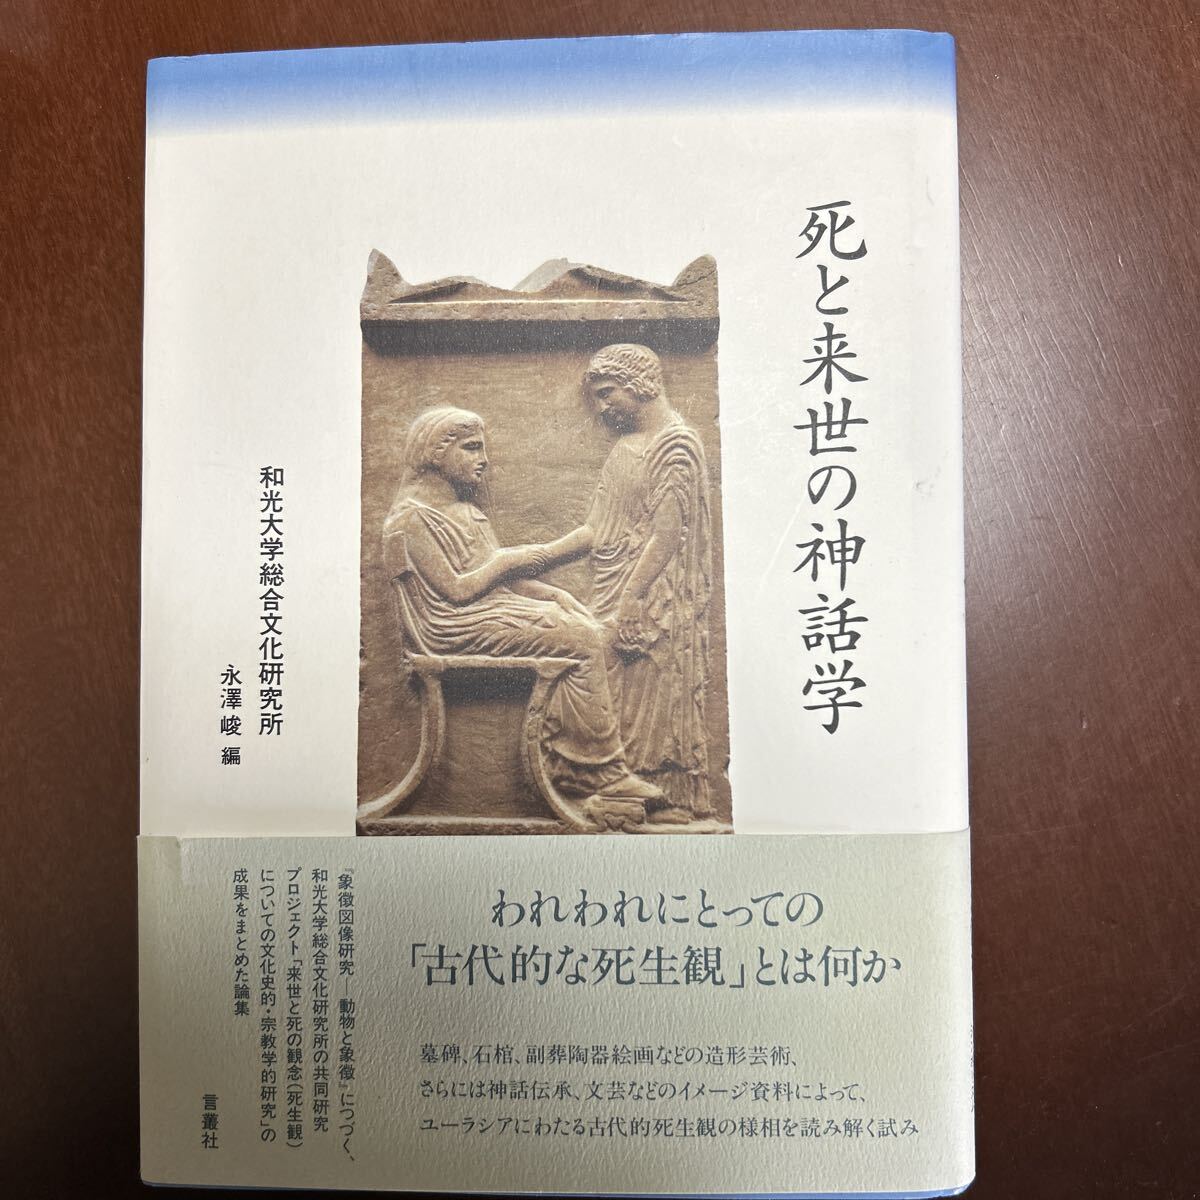 死と来世の神話学
和光大学総合文化研究所
永澤 峻 編
われわれにとっての
「古代的な死生観」とは何か
墓碑、石棺、副葬陶器絵画などの造形芸術、
さらには神話伝承、文芸などのイメージ資料によって、
ユーラシアにわたる古代的死生観の様相を読み解く試み
『象徴図像研究―動物と象徴』につづく、
和光大学総合文化研究所の共同研究
プロジェクト「来世と死の観念(死生観)
についての文化史的・宗教学的研究」の
成果をまとめた論集
言叢社